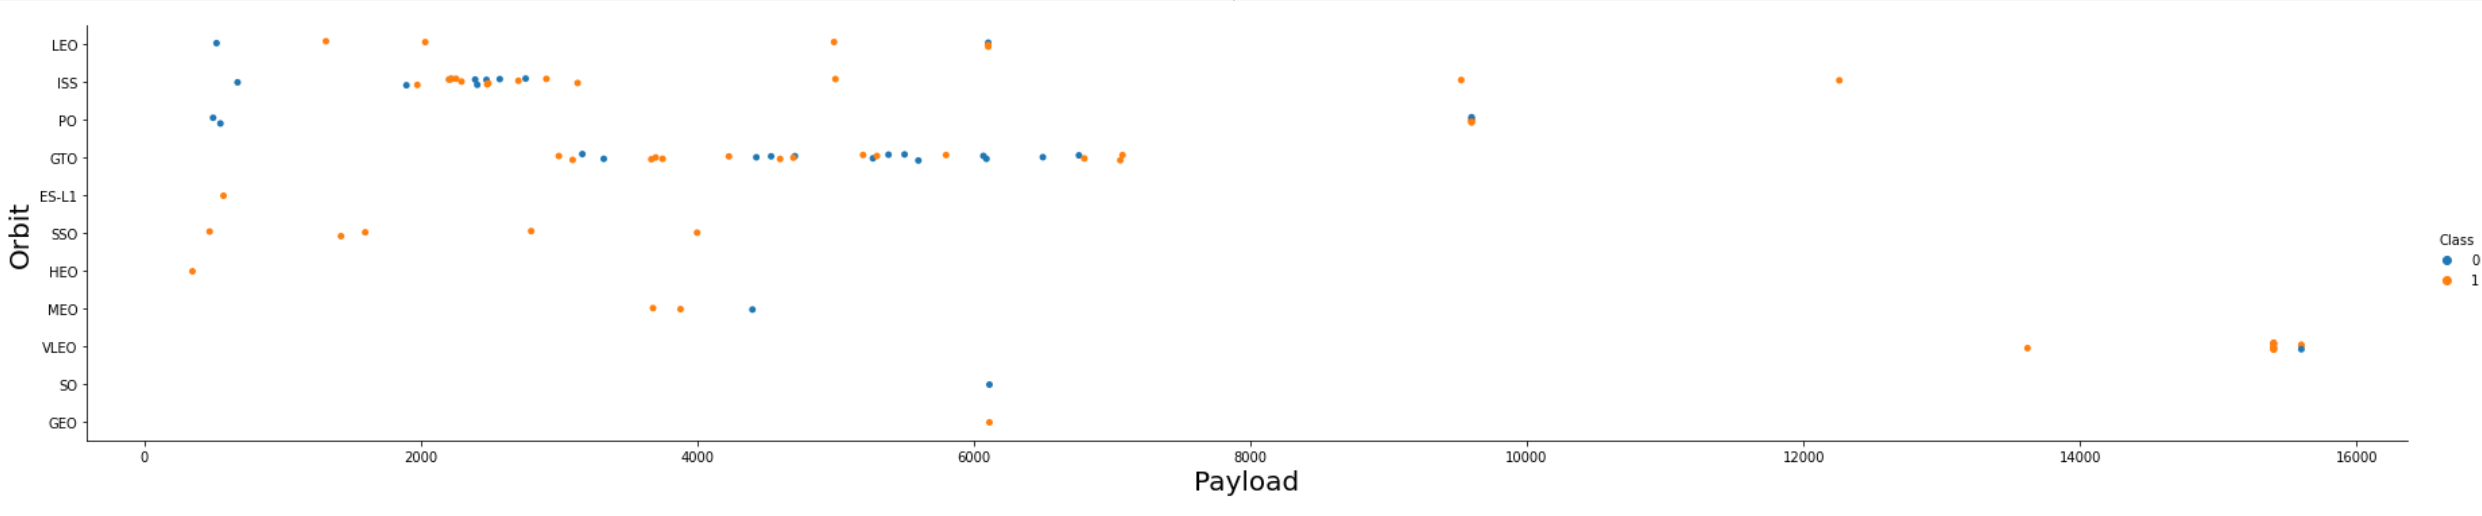 LEO
ISS
PO
GTO
ES-L1
SSO
HEO
MEO
VLEO
SO
GEO
Orbit
0 2000 4000 6000 8000 10000 12000 14000 16000
Payload
Class
0
1